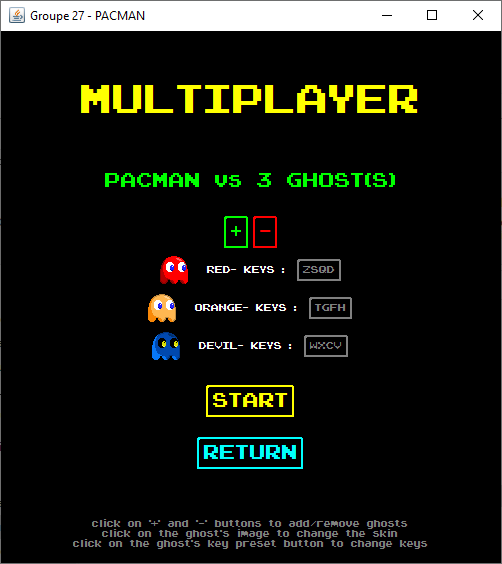 Groupe 27 - PACMAN
MULTIPLAYER
PACMAN vs 3 GHOST(S)
+ -
RED- KEYS : ZSQD
ORANGE- KEYS : TGFH
DEVIL- KEYS : WXCV
START
RETURN
click on '+' and '-' buttons to add/remove ghosts
click on the ghost's image to change the skin
click on the ghost's key preset button to change keys